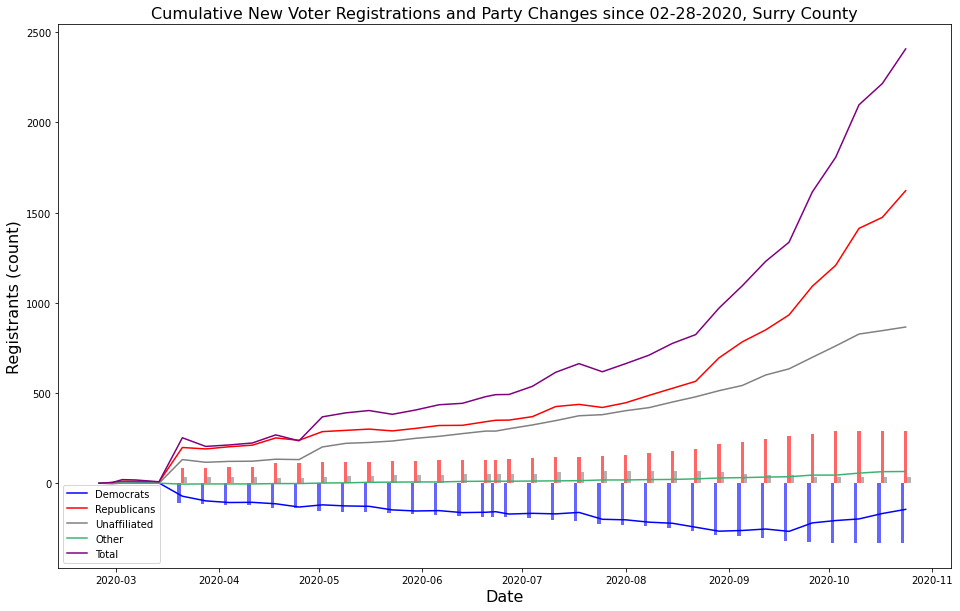 Cumulative New Voter Registrations and Party Changes since 02-28-2020, Surry County
Registrants (count)
2500
2000
1500
1000
500
0
Democrats
Republicans
Unaffiliated
Other
Total
2020-03 2020-04 2020-05 2020-06 2020-07 2020-08 2020-09 2020-10 2020-11
Date